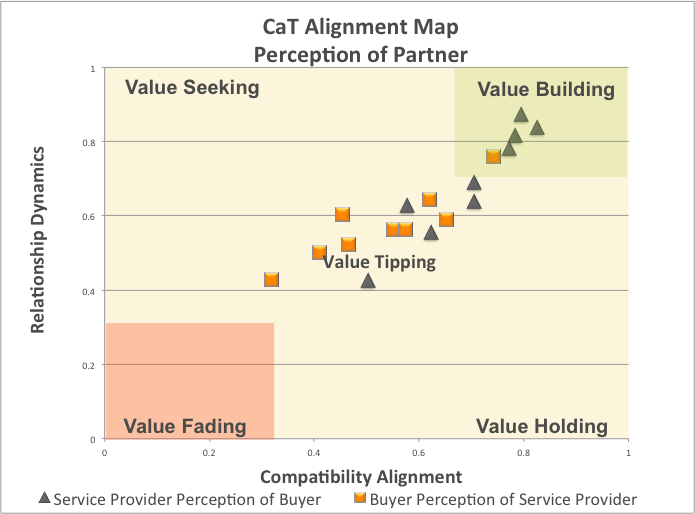 CaT Alignment Map
Perception of Partner
1
Value Seeking
Value Building
0.8
Relationship Dynamics
0.6
Value Tipping
0.4
0.2
Value Fading
Value Holding
0
0 0.2 0.4 0.6 0.8 1
Compatibility Alignment
Service Provider Perception of Buyer Buyer Perception of Service Provider